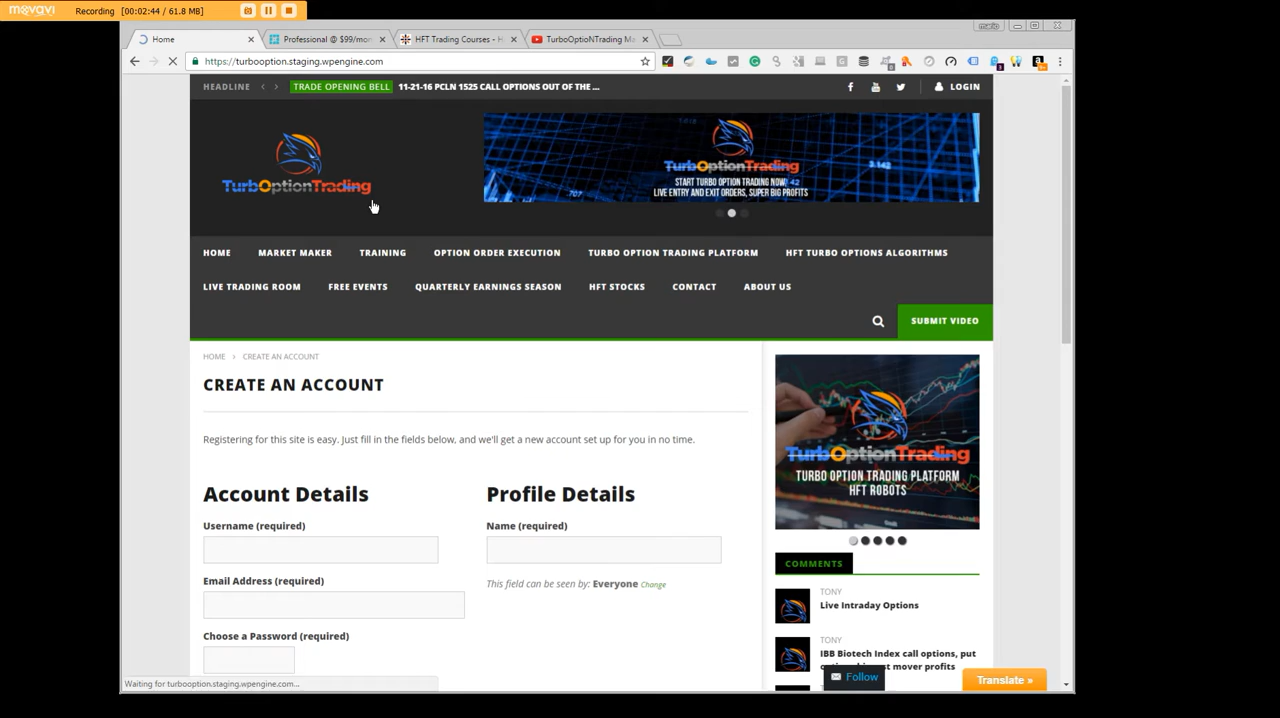 movavi
Recording [00:02:44 / 61.8 MB]
mario
Home
Professional @ $99/mon
HFT Trading Courses - H
TurboOptioNTrading Ma
https://turbooption.staging.wpengine.com
HEADLINE
TRADE OPENING BELL
11-21-16 PCLN 1525 CALL OPTIONS OUT OF THE ...
LOGIN
TurbOptionTrading
TurbOptionTrading
START TURBO OPTION TRADING NOW,
LIVE ENTRY AND EXIT ORDERS, SUPER BIG PROFITS
3.142
42
.707
HOME
MARKET MAKER
TRAINING
OPTION ORDER EXECUTION
TURBO OPTION TRADING PLATFORM
HFT TURBO OPTIONS ALGORITHMS
LIVE TRADING ROOM
FREE EVENTS
QUARTERLY EARNINGS SEASON
HFT STOCKS
CONTACT
ABOUT US
SUBMIT VIDEO
HOME > CREATE AN ACCOUNT
CREATE AN ACCOUNT
Registering for this site is easy. Just fill in the fields below, and we'll get a new account set up for you in no time.
Account Details
Username (required)
Email Address (required)
Choose a Password (required)
Profile Details
Name (required)
This field can be seen by: Everyone Change
TurbOptionTrading
TURBO OPTION TRADING PLATFORM
HFT ROBOTS
COMMENTS
TONY
Live Intraday Options
TONY
IBB Biotech Index call options, put
Follow
Translate »
Waiting for turbooption.staging.wpengine.com...